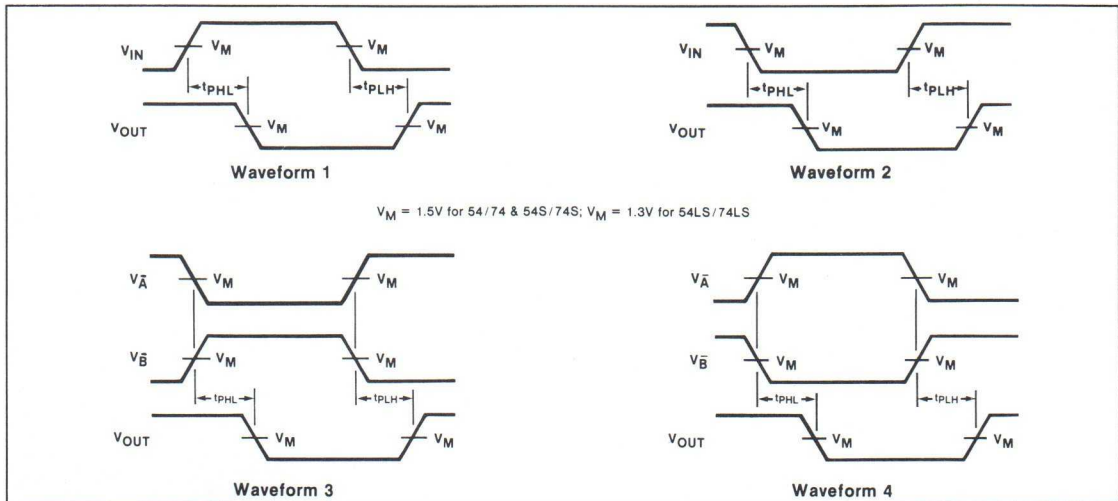 VIN VM VM
tPHL tPLH
VOUT VM VM
Waveform 1
VIN VM VM
tPHL tPLH
VOUT VM VM
Waveform 2
VM = 1.5V for 54/74 & 54S/74S; VM = 1.3V for 54LS/74LS
VĀ VM VM
VB̄ VM VM
tPHL tPLH
VOUT VM VM
Waveform 3
VĀ VM VM
VB̄ VM VM
tPHL tPLH
VOUT VM VM
Waveform 4